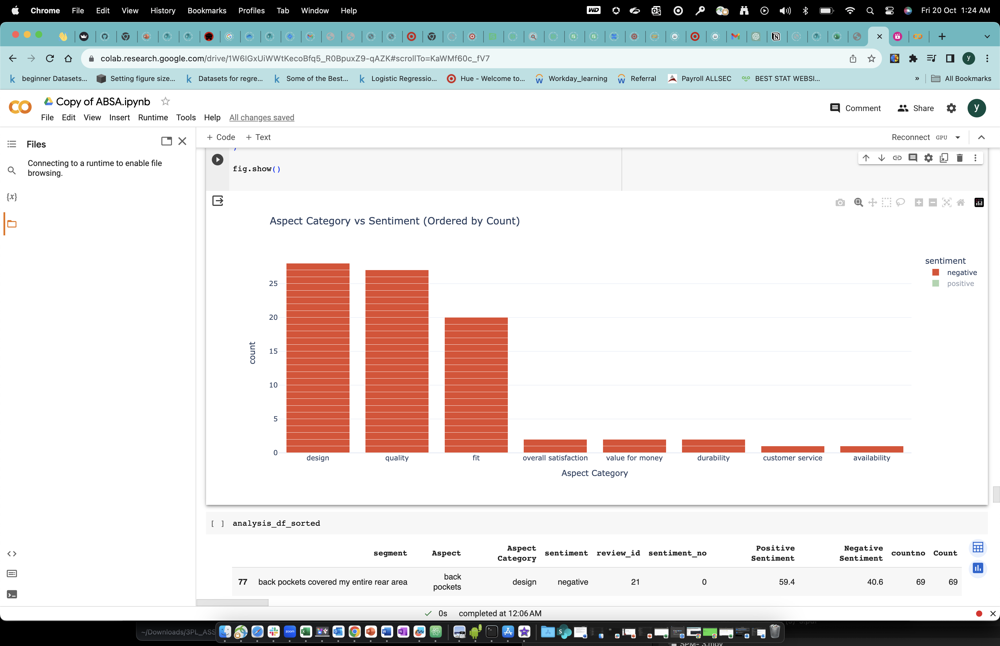 Chrome File Edit View History Bookmarks Profiles Tab Window Help
WD
Fri 20 Oct 1:24 AM
colab.research.google.com/drive/1W6IGxUiWWtKecoBfq5_R0BpuxZ9-qAZK#scrollTo=KaWMf60c_fV7
y
beginner Datasets... Setting figure size... Datasets for regre... Some of the Best... Logistic Regressio... Hue - Welcome to... Workday_learning Referral Payroll ALLSEC BEST STAT WEBSI... » All Bookmarks
Copy of ABSA.ipynb
File Edit View Insert Runtime Tools Help All changes saved
Comment Share y
Files
Connecting to a runtime to enable file
browsing.
{x}
+ Code + Text
Reconnect GPU
)
fig.show()
Aspect Category vs Sentiment (Ordered by Count)
sentiment
negative
positive
25
20
15
10
5
0
count
design quality fit overall satisfaction value for money durability customer service availability
Aspect Category
[ ] analysis_df_sorted
segment Aspect Aspect Category sentiment review_id sentiment_no Positive Sentiment Negative Sentiment countno Count
77 back pockets covered my entire rear area back pockets design negative 21 0 59.4 40.6 69 69
0s completed at 12:06 AM
~/Downloads/3PL_ASS
zoom
SPM- 3.mov